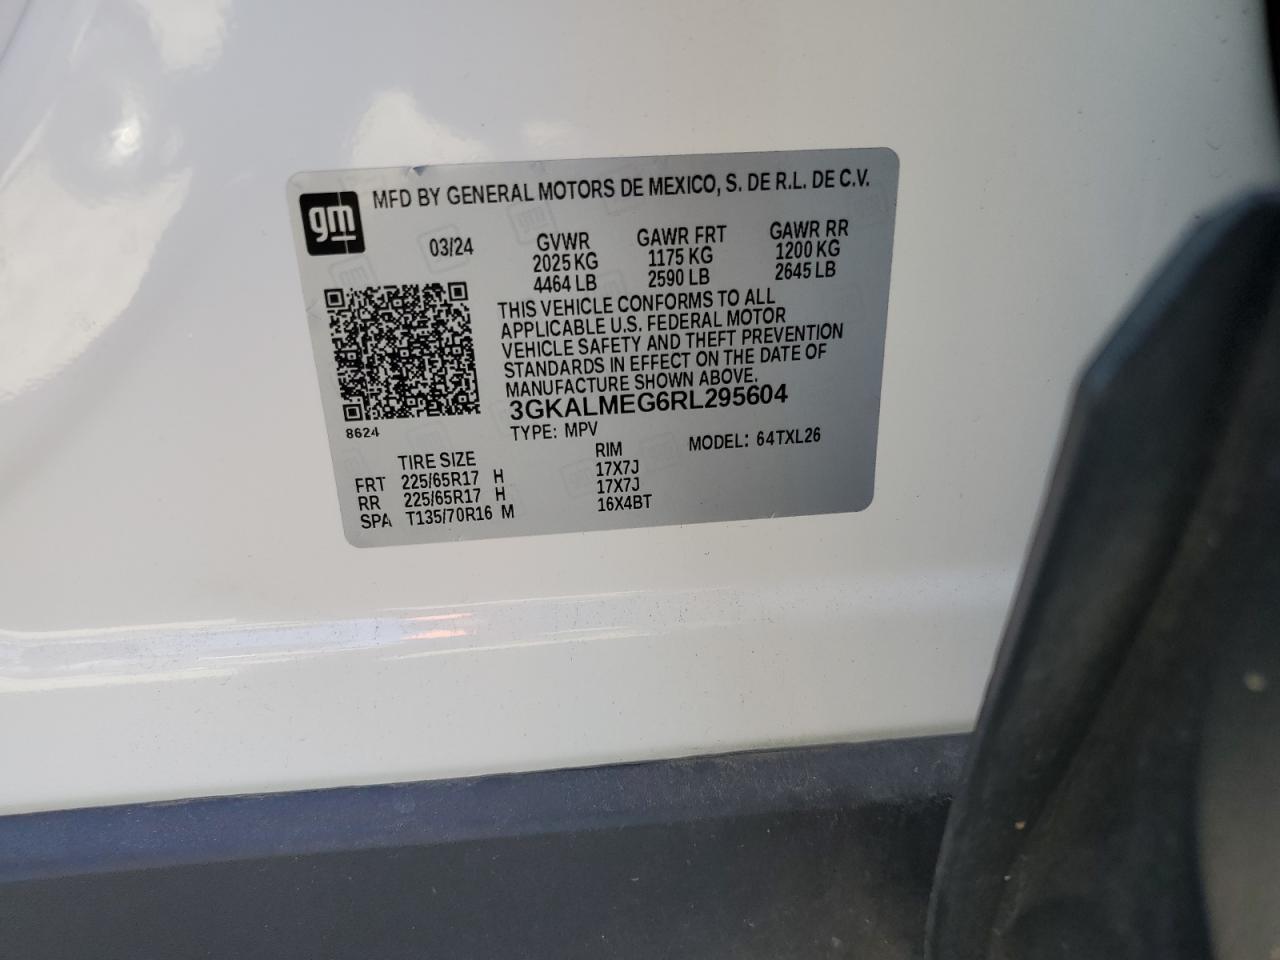 gm
MFD BY GENERAL MOTORS DE MEXICO, S. DE R.L. DE C.V.
03/24 GVWR GAWR FRT GAWR RR
2025 KG 1175 KG 1200 KG
4464 LB 2590 LB 2645 LB
THIS VEHICLE CONFORMS TO ALL
APPLICABLE U.S. FEDERAL MOTOR
VEHICLE SAFETY AND THEFT PREVENTION
STANDARDS IN EFFECT ON THE DATE OF
MANUFACTURE SHOWN ABOVE.
3GKALMEG6RL295604
8624
TYPE: MPV MODEL: 64TXL26
TIRE SIZE RIM
FRT 225/65R17 H 17X7J
RR 225/65R17 H 17X7J
SPA T135/70R16 M 16X4BT